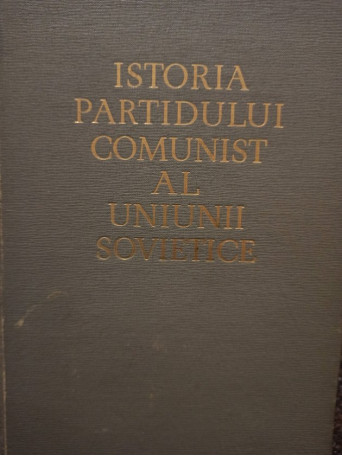 ISTORIA
PARTIDULUI
COMUNIST
AL
UNIUNII
SOVIETICE